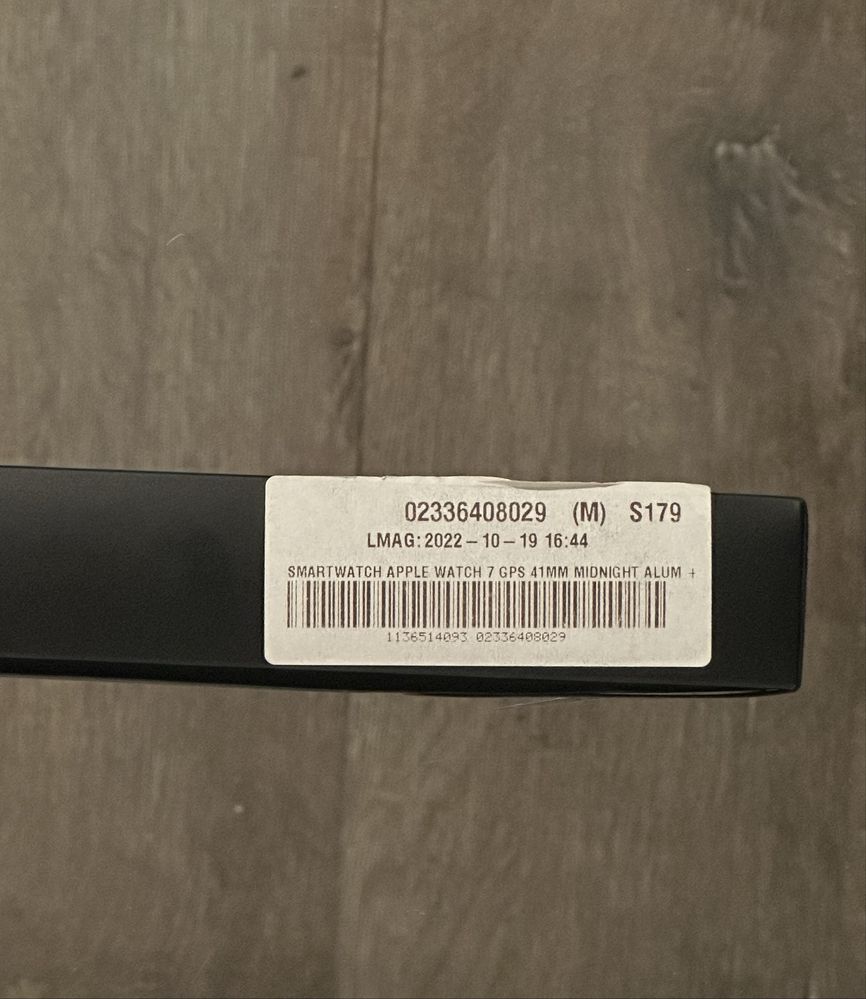 02336408029 (M) S179
LMAG: 2022-10-19 16:44
SMARTWATCH APPLE WATCH 7 GPS 41MM MIDNIGHT ALUM +
1136514093 02336408029